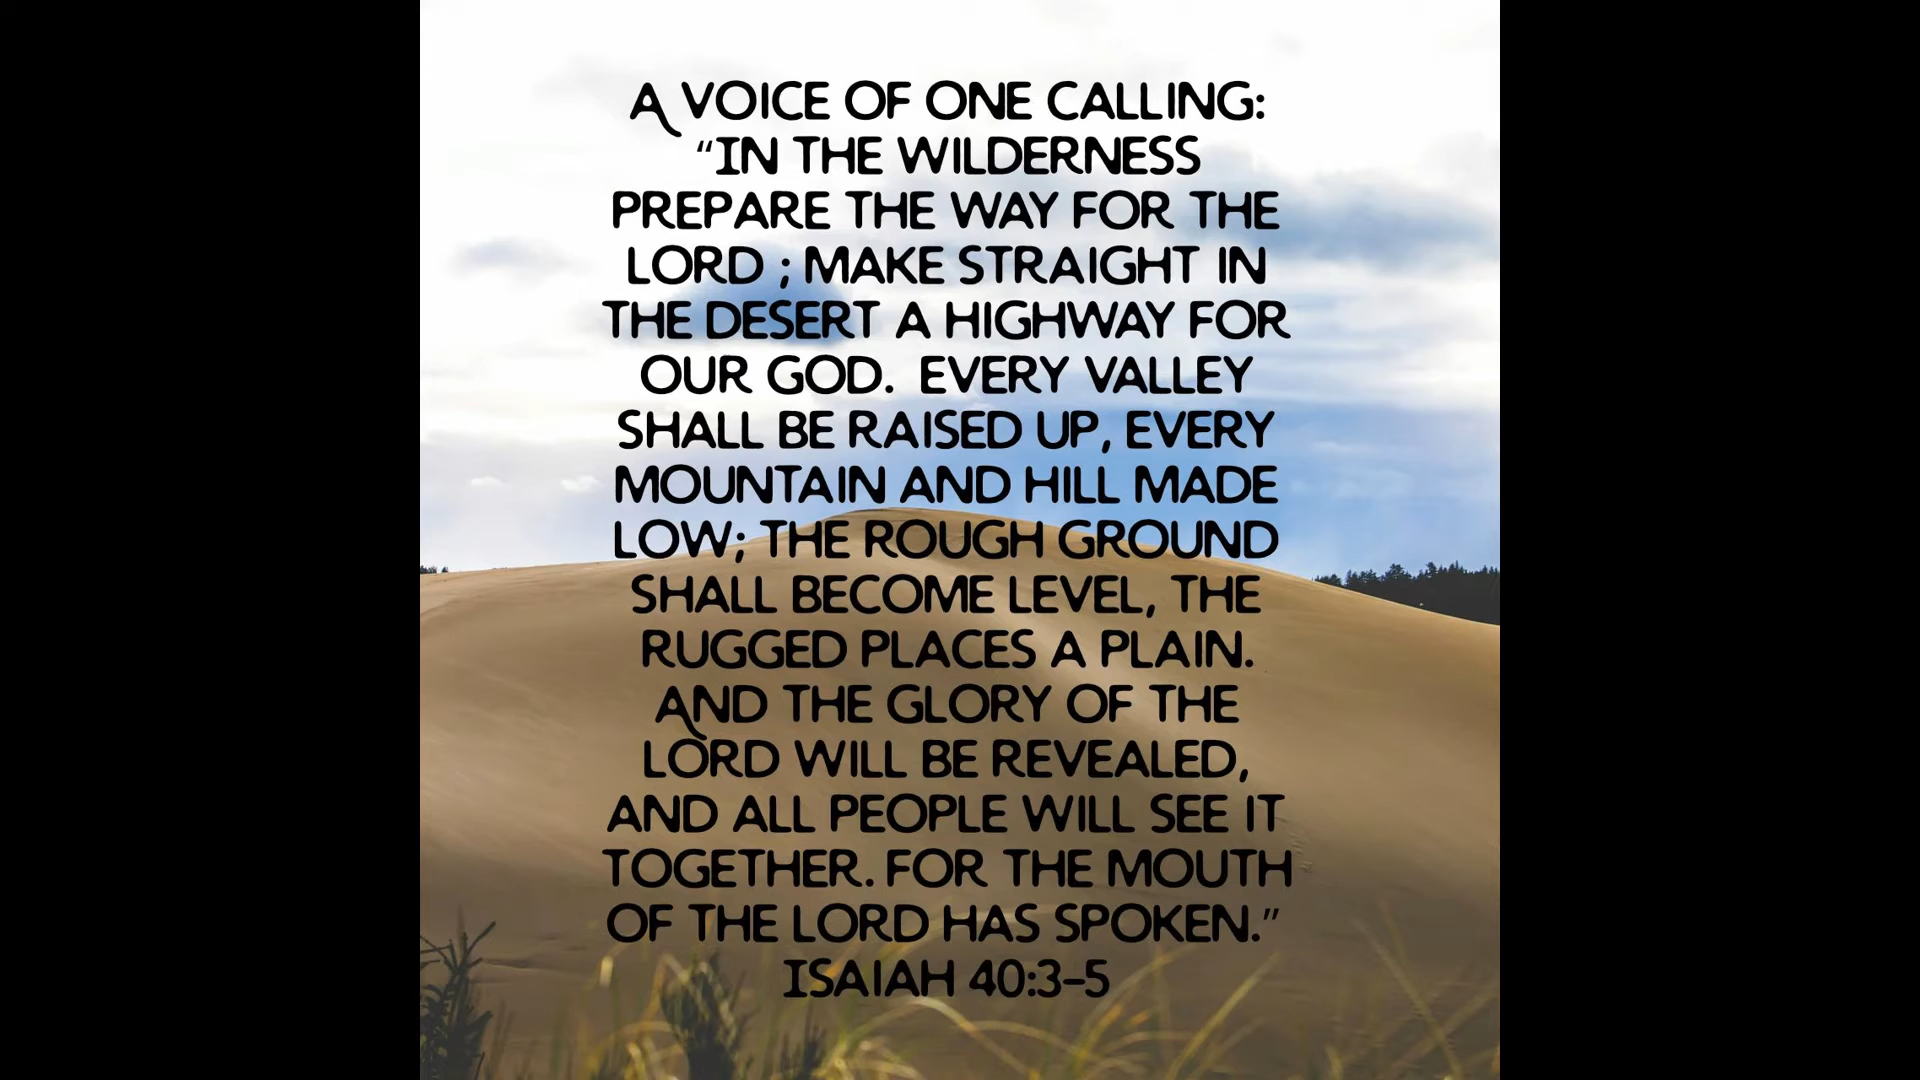 A VOICE OF ONE CALLING:
“IN THE WILDERNESS
PREPARE THE WAY FOR THE
LORD ; MAKE STRAIGHT IN
THE DESERT A HIGHWAY FOR
OUR GOD.  EVERY VALLEY
SHALL BE RAISED UP, EVERY
MOUNTAIN AND HILL MADE
LOW; THE ROUGH GROUND
SHALL BECOME LEVEL, THE
RUGGED PLACES A PLAIN.
AND THE GLORY OF THE
LORD WILL BE REVEALED,
AND ALL PEOPLE WILL SEE IT
TOGETHER. FOR THE MOUTH
OF THE LORD HAS SPOKEN.”
ISAIAH 40:3-5